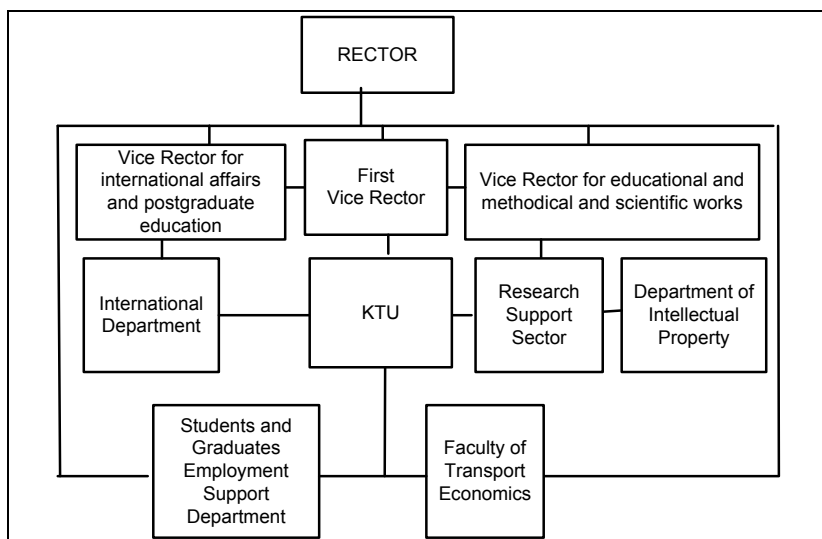 RECTOR
Vice Rector for
international affairs
and postgraduate
education
First
Vice Rector
Vice Rector for educational and
methodical and scientific works
International
Department
KTU
Research
Support
Sector
Department of
Intellectual
Property
Students and
Graduates
Employment
Support
Department
Faculty of
Transport
Economics